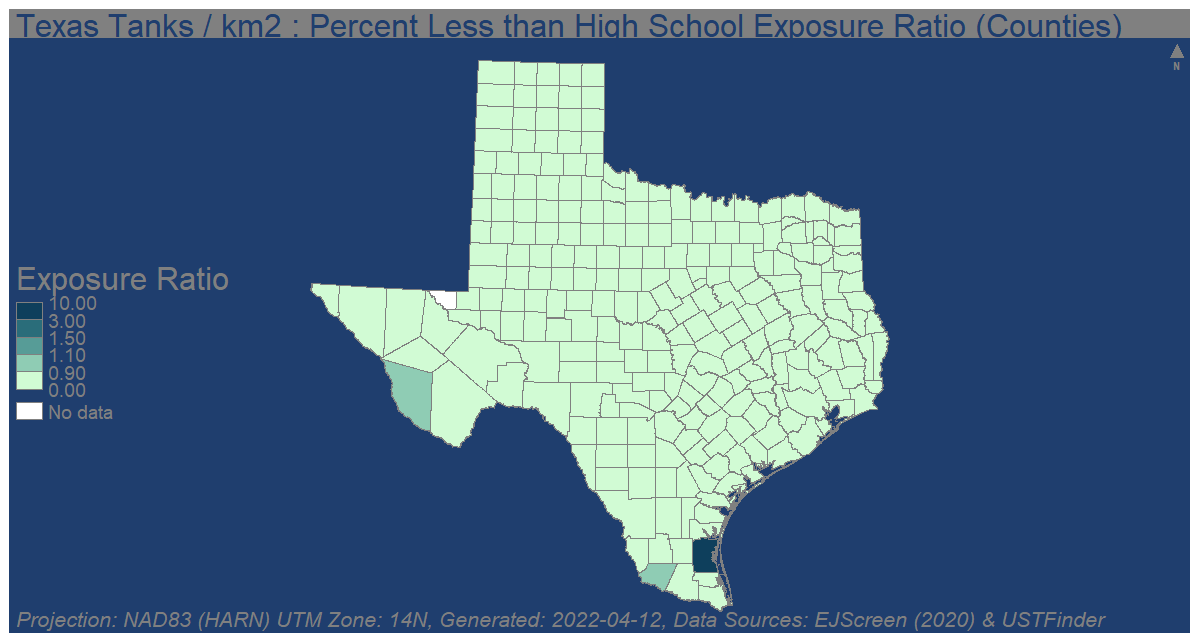 Texas Tanks / km2 : Percent Less than High School Exposure Ratio (Counties)
N
Exposure Ratio
10.00
3.00
1.50
1.10
0.90
0.00
No data
Projection: NAD83 (HARN) UTM Zone: 14N, Generated: 2022-04-12, Data Sources: EJScreen (2020) & USTFinder